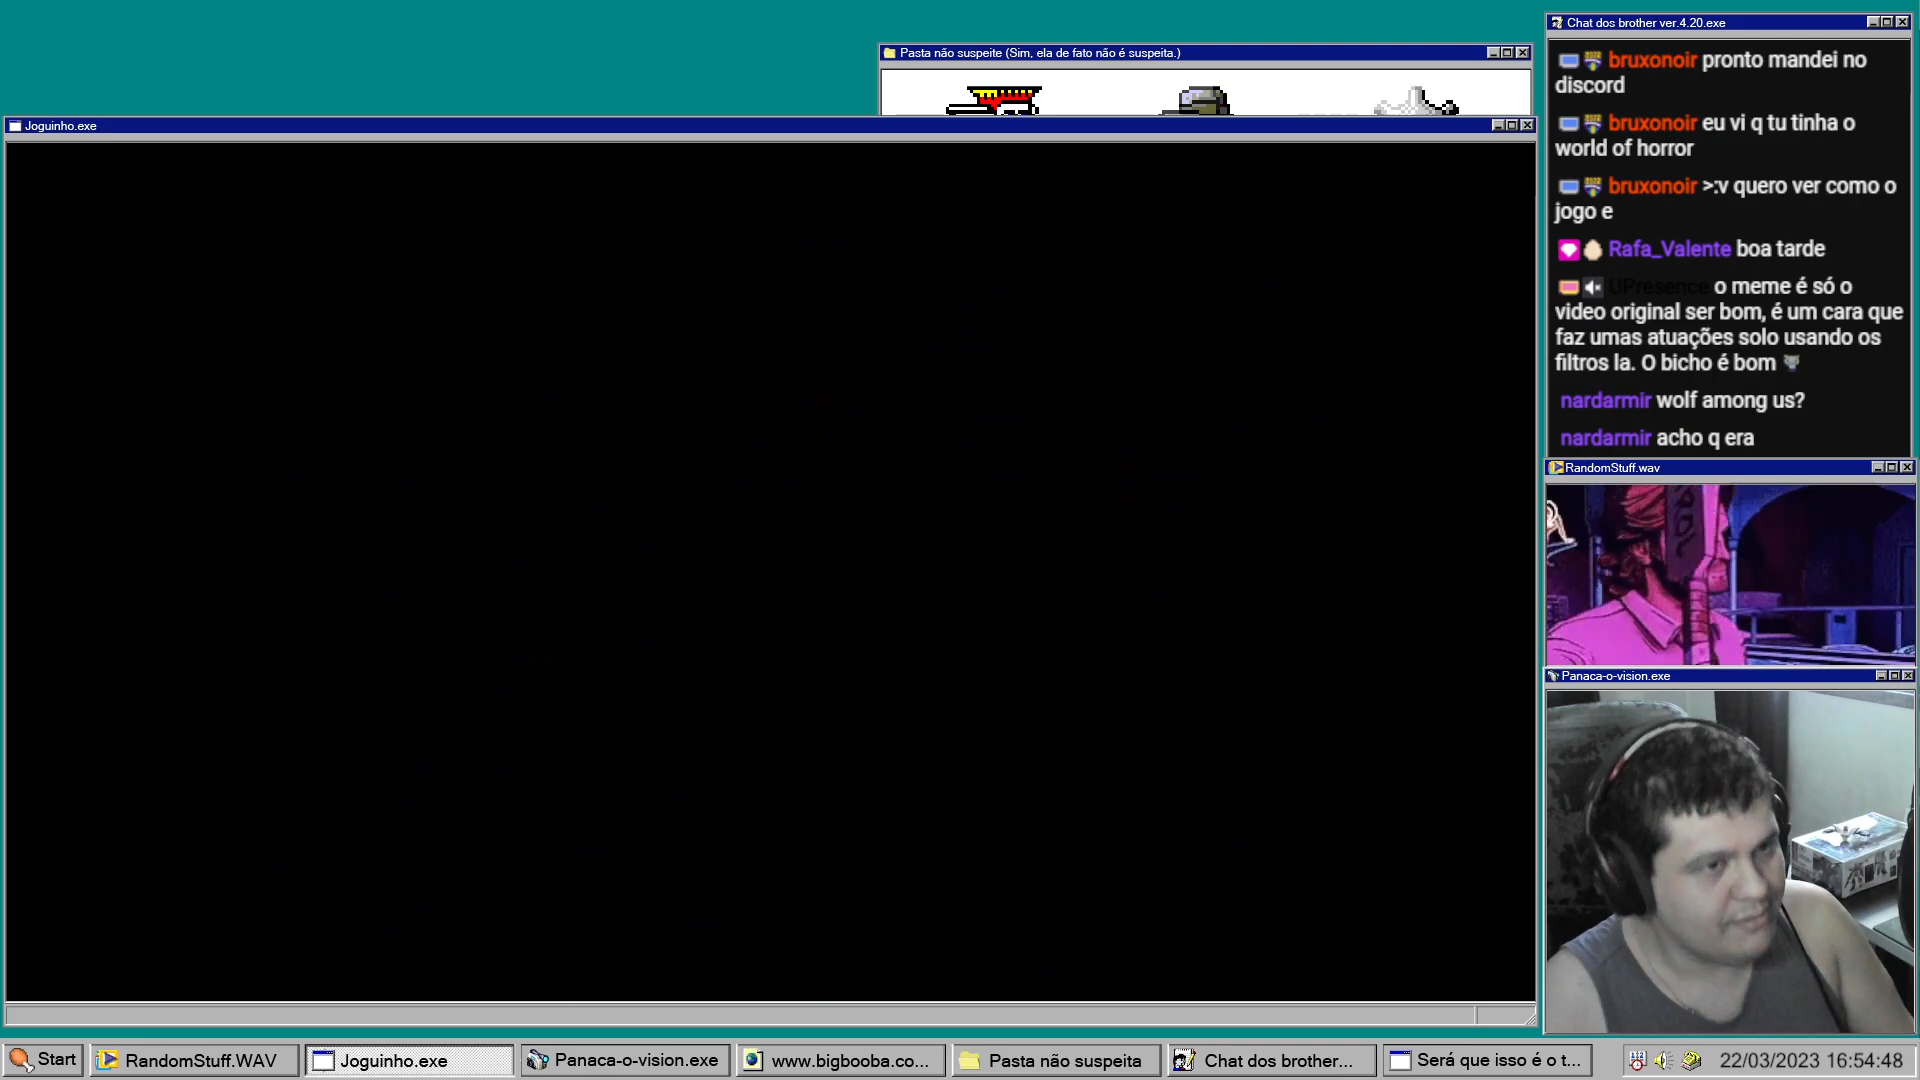 Chat dos brother ver.4.20.exe
Pasta não suspeite (Sim, ela de fato não é suspeita.)
bruxonoir pronto mandei no
discord
bruxonoir eu vi q tu tinha o
world of horror
bruxonoir >:v quero ver como o
jogo e
Rafa_Valente boa tarde
UPresence o meme é só o
video original ser bom, é um cara que
faz umas atuações solo usando os
filtros la. O bicho é bom
nardarmir wolf among us?
nardarmir acho q era
Joguinho.exe
RandomStuff.wav
Panaca-o-vision.exe
Start
RandomStuff.WAV
Joguinho.exe
Panaca-o-vision.exe
www.bigbooba.co...
Pasta não suspeita
Chat dos brother...
Será que isso é o t...
22/03/2023 16:54:48